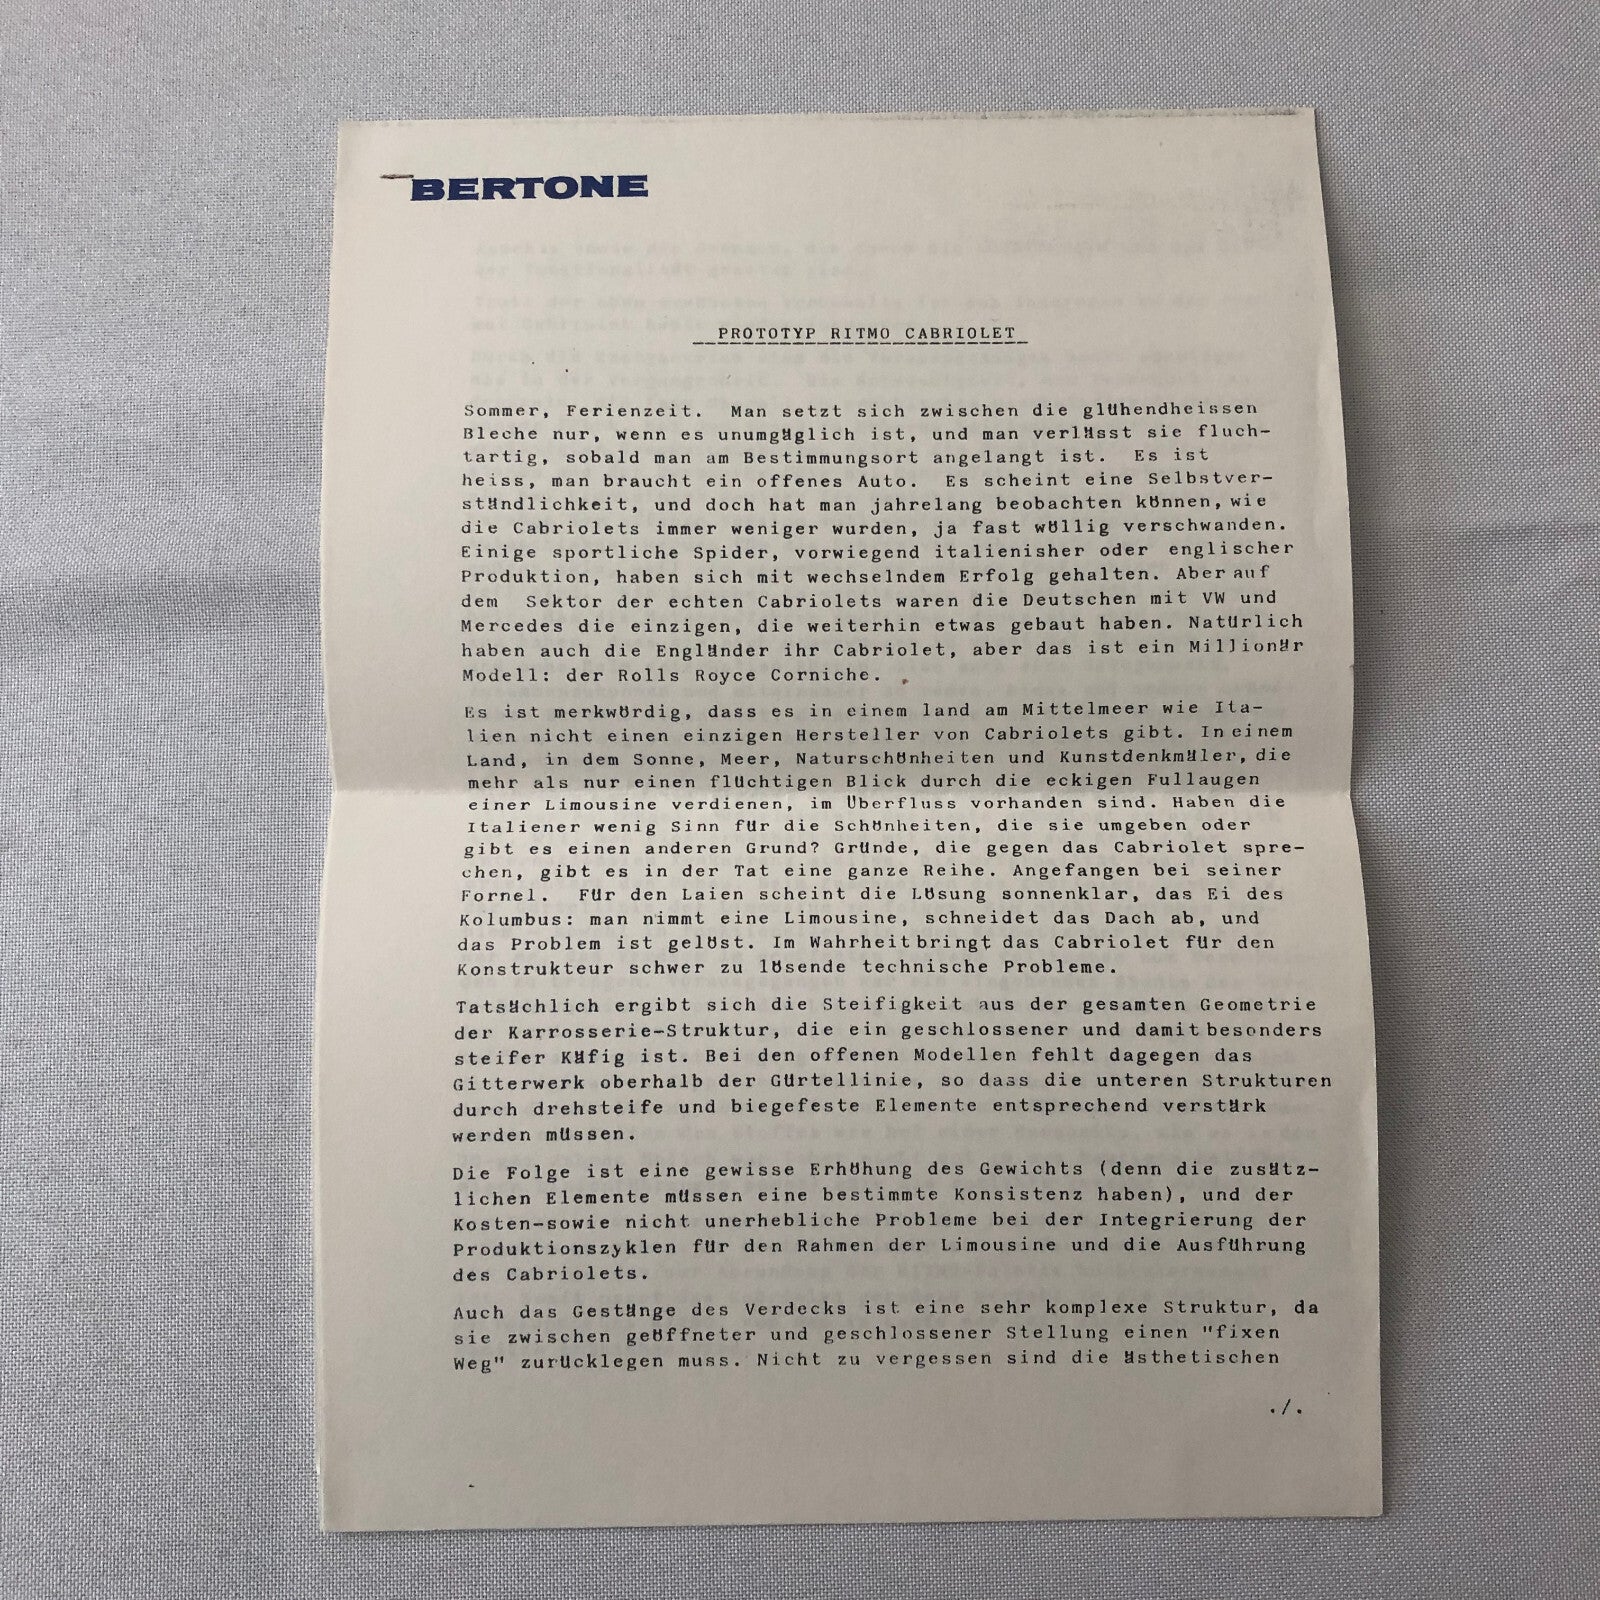 BERTONE
PROTOTYP RITMO CABRIOLET
Sommer, Ferienzeit. Man setzt sich zwischen die glühendheissen
Bleche nur, wenn es unumgäglich ist, und man verlässt sie fluch-
tartig, sobald man am Bestimmungsort angelangt ist. Es ist
heiss, man braucht ein offenes Auto. Es scheint eine Selbstver-
ständlichkeit, und doch hat man jahrelang beobachten können, wie
die Cabriolets immer weniger wurden, ja fast wöllig verschwanden.
Einige sportliche Spider, vorwiegend italienisher oder englischer
Produktion, haben sich mit wechselndem Erfolg gehalten. Aber auf
dem Sektor der echten Cabriolets waren die Deutschen mit VW und
Mercedes die einzigen, die weiterhin etwas gebaut haben. Natürlich
haben auch die Engländer ihr Cabriolet, aber das ist ein Millionär
Modell: der Rolls Royce Corniche.
Es ist merkwördig, dass es in einem land am Mittelmeer wie Ita-
lien nicht einen einzigen Hersteller von Cabriolets gibt. In einem
Land, in dem Sonne, Meer, Naturschönheiten und Kunstdenkmäler, die
mehr als nur einen flüchtigen Blick durch die eckigen Fullaugen
einer Limousine verdienen, im Überfluss vorhanden sind. Haben die
Italiener wenig Sinn für die Schönheiten, die sie umgeben oder
gibt es einen anderen Grund? Gründe, die gegen das Cabriolet spre-
chen, gibt es in der Tat eine ganze Reihe. Angefangen bei seiner
Fornel. Für den Laien scheint die Lösung sonnenklar, das Ei des
Kolumbus: man nimmt eine Limousine, schneidet das Dach ab, und
das Problem ist gelöst. Im Wahrheit bringt das Cabriolet für den
Konstrukteur schwer zu lösende technische Probleme.
Tatsächlich ergibt sich die Steifigkeit aus der gesamten Geometrie
der Karrosserie-Struktur, die ein geschlossener und damit besonders
steifer Käfig ist. Bei den offenen Modellen fehlt dagegen das
Gitterwerk oberhalb der Gürtellinie, so dass die unteren Strukturen
durch drehsteife und biegefeste Elemente entsprechend verstärk
werden müssen.
Die Folge ist eine gewisse Erhöhung des Gewichts (denn die zusätz-
lichen Elemente müssen eine bestimmte Konsistenz haben), und der
Kosten-sowie nicht unerhebliche Probleme bei der Integrierung der
Produktionszyklen für den Rahmen der Limousine und die Ausführung
des Cabriolets.
Auch das Gestänge des Verdecks ist eine sehr komplexe Struktur, da
sie zwischen geöffneter und geschlossener Stellung einen "fixen
Weg" zurücklegen muss. Nicht zu vergessen sind die ästhetischen
./.